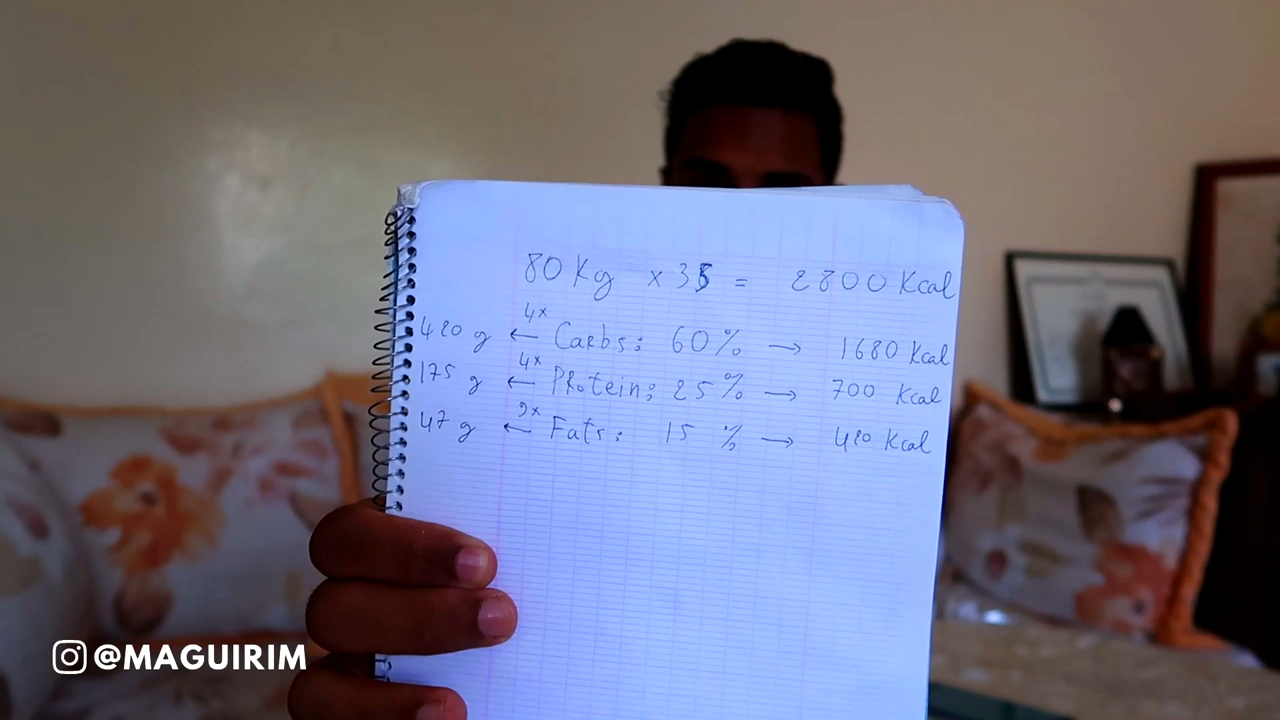 80 Kg x 35 = 2800 Kcal
4x
420 g ← Carbs: 60% → 1680 Kcal
4x
175 g ← PRotein; 25% → 700 Kcal
9x
47 g ← Fats: 15 % → 420 Kcal
@MAGUIRIM